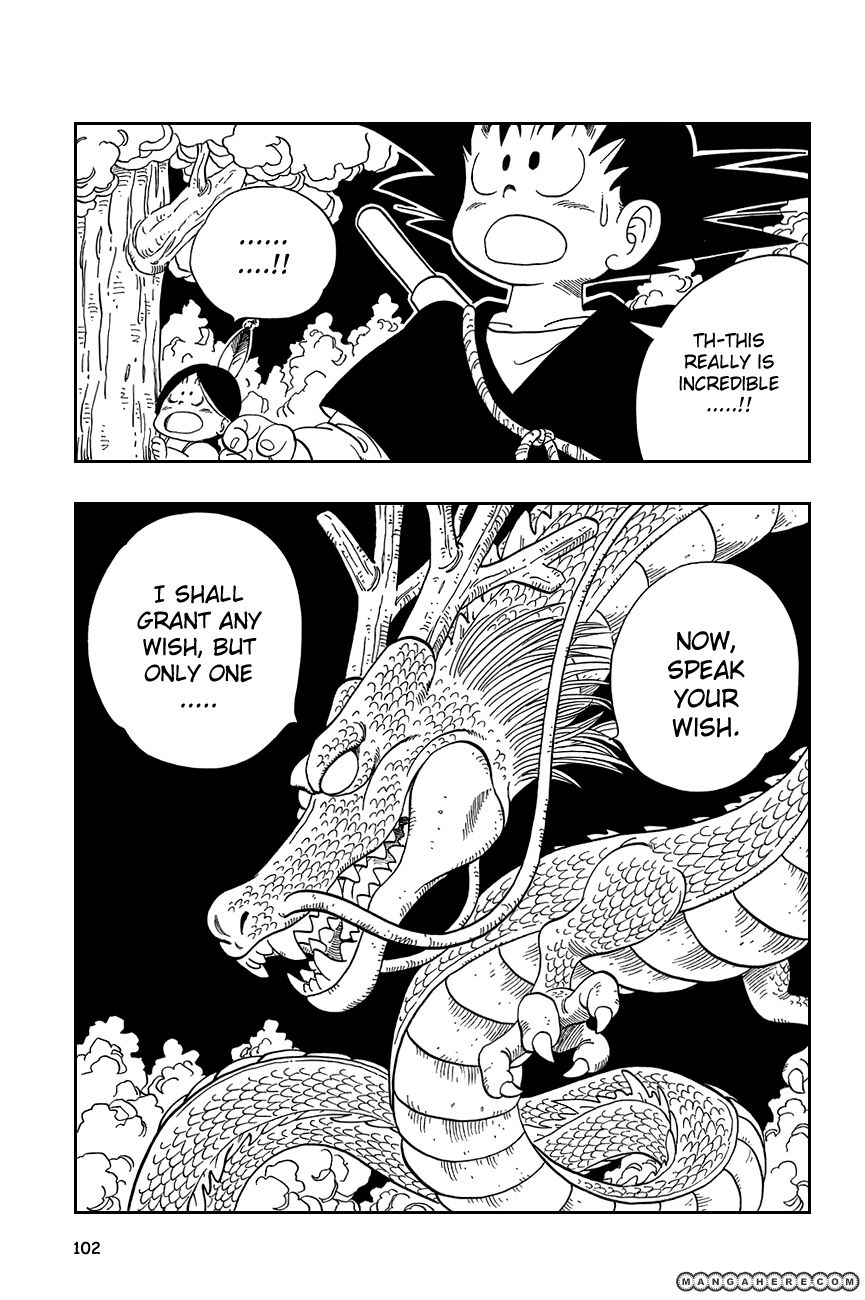 ......
....!!
TH-THIS
REALLY IS
INCREDIBLE
.....!!
I SHALL
GRANT ANY
WISH, BUT
ONLY ONE
.....
NOW,
SPEAK
YOUR
WISH.
102
MANGAHERE.COM